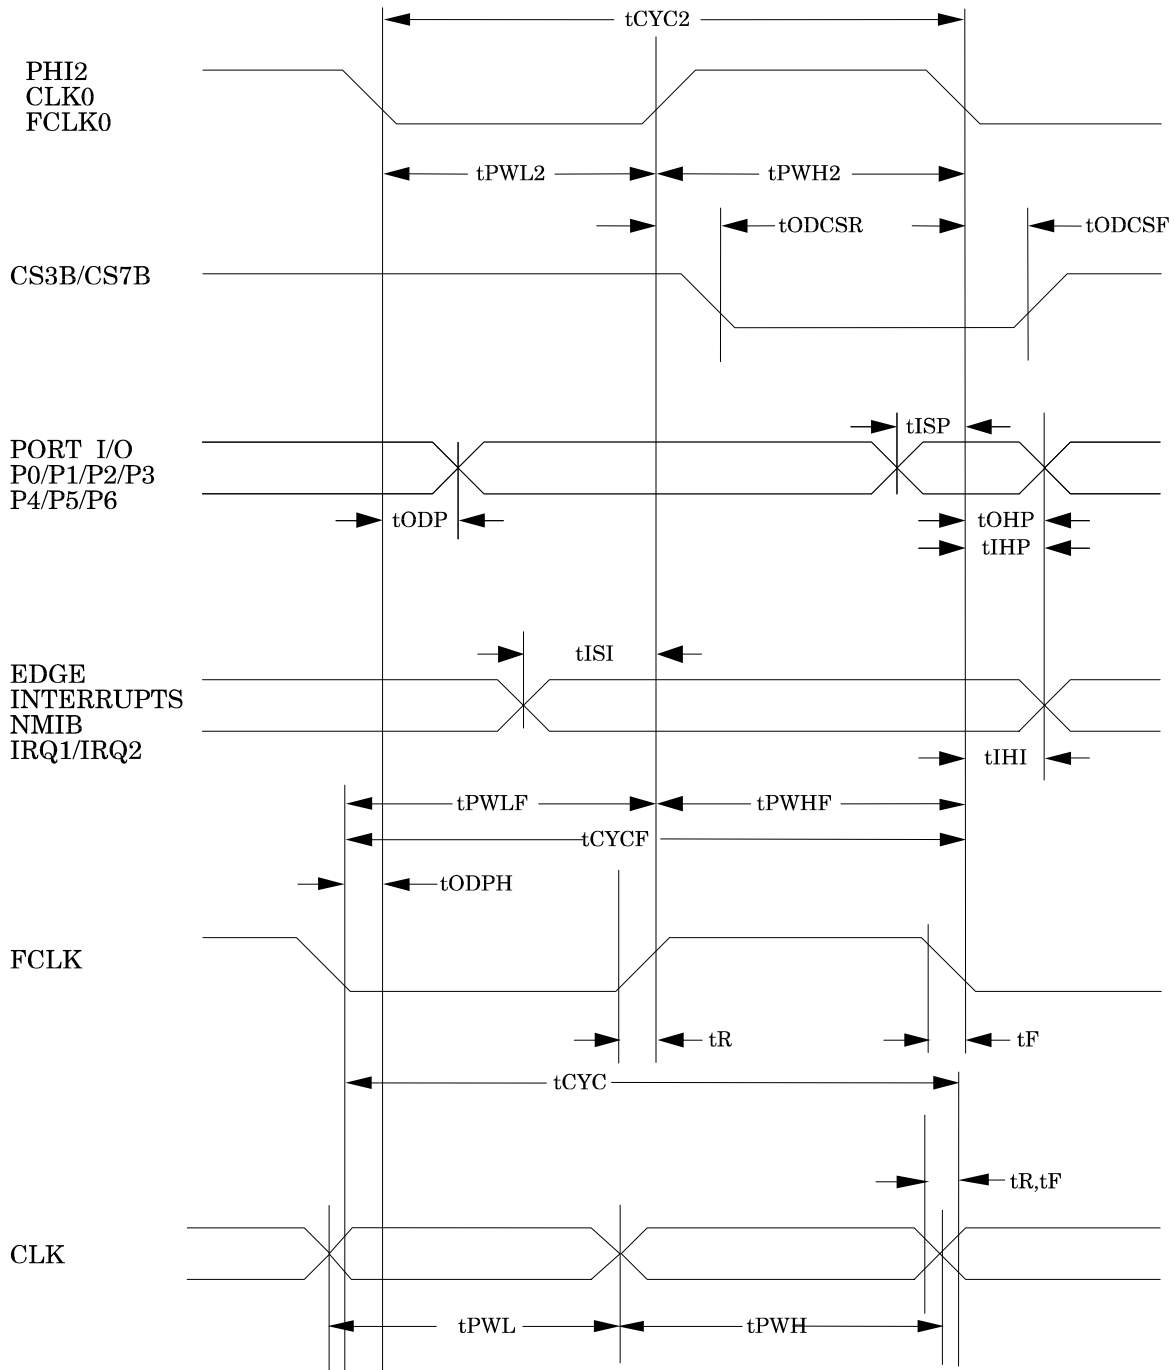 tCYC2
PHI2
CLK0
FCLK0
tPWL2
tPWH2
tODCSR
tODCSF
CS3B/CS7B
tISP
PORT I/O
P0/P1/P2/P3
P4/P5/P6
tODP
tOHP
tIHP
tISI
EDGE
INTERRUPTS
NMIB
IRQ1/IRQ2
tIHI
tPWLF
tPWHF
tCYCF
tODPH
FCLK
tR
tF
tCYC
tR,tF
CLK
tPWL
tPWH